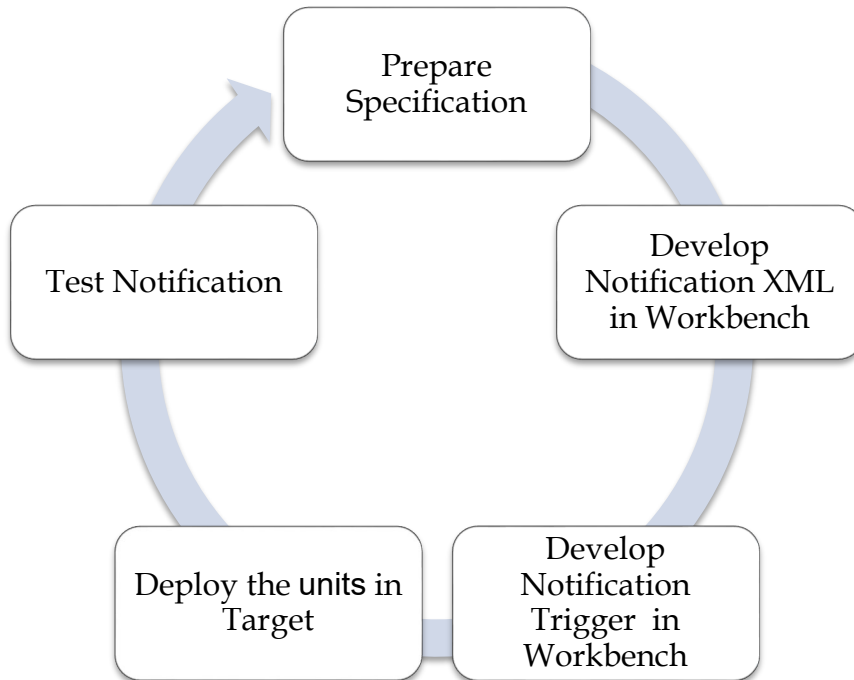 Prepare
Specification
Develop
Notification XML
in Workbench
Develop
Notification
Trigger in
Workbench
Deploy the units in
Target
Test Notification